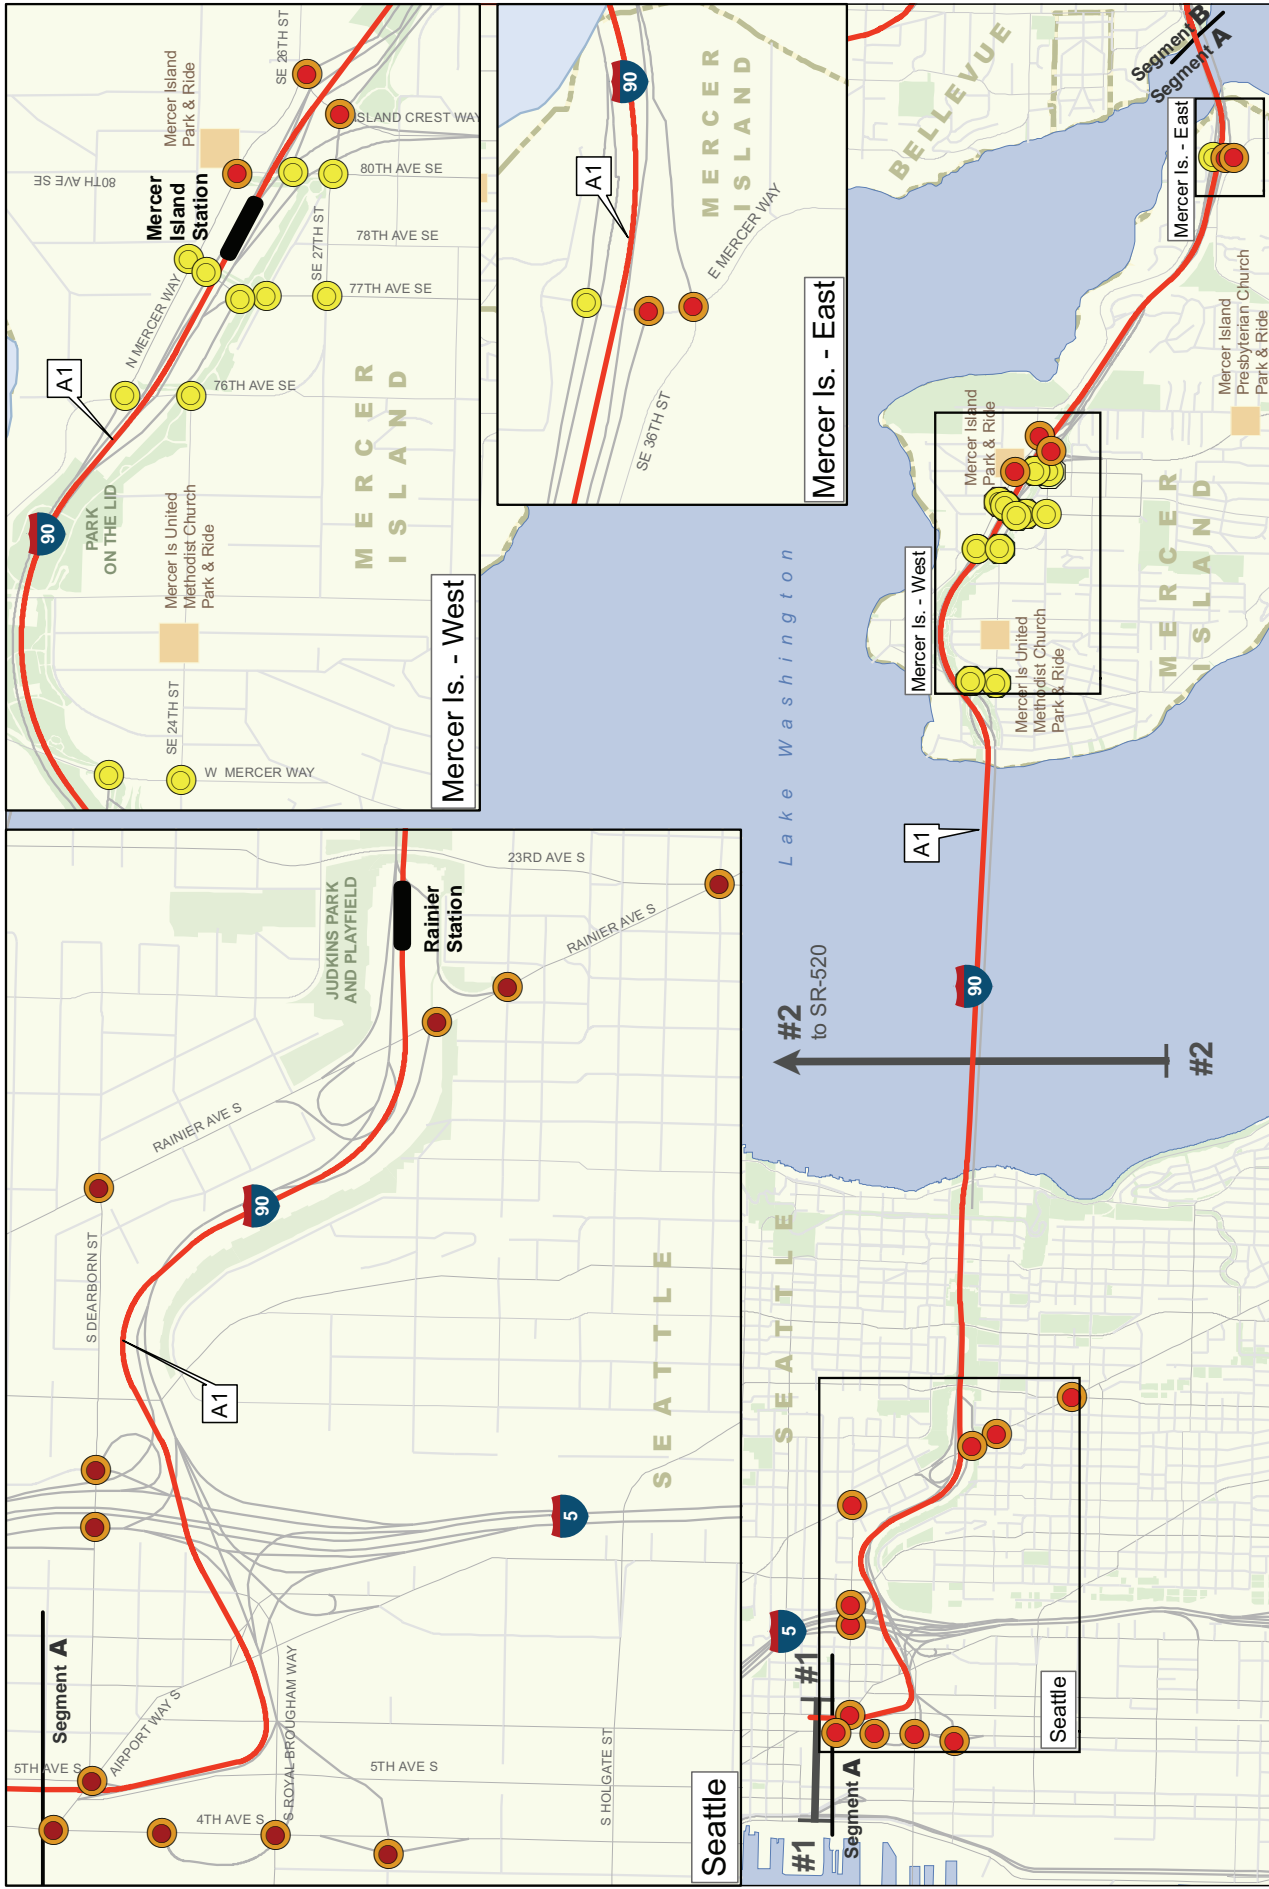 SE 26TH ST
Mercer Island
Park & Ride
ISLAND CREST WAY
80TH AVE SE
80TH AVE SE
Mercer
Island
Station
78TH AVE SE
SE 27TH ST
77TH AVE SE
N MERCER WAY
A1
76TH AVE SE
MERCER
ISLAND
PARK
ON THE LID
90
Mercer Is United
Methodist Church
Park & Ride
SE 24TH ST
W MERCER WAY
Mercer Is. - West
90
A1
MERCER
ISLAND
E MERCER WAY
SE 36TH ST
Mercer Is. - East
23RD AVE S
JUDKINS PARK
AND PLAYFIELD
Rainier
Station
RAINIER AVE S
RAINIER AVE S
90
S DEARBORN ST
A1
SEATTLE
5
Segment A
AIRPORT WAY S
5TH AVE S
5TH AVE S
4TH AVE S
S ROYAL BROUGHAM WAY
S HOLGATE ST
Seattle
Segment B
Segment A
BELLEVUE
Mercer Is. - East
Mercer Island
Presbyterian Church
Park & Ride
Mercer Island
Park & Ride
Mercer Is. - West
MERCER
ISLAND
Mercer Is United
Methodist Church
Park & Ride
Lake Washington
A1
90
#2
to SR-520
#2
SEATTLE
5
#1
#1
Segment A
Seattle